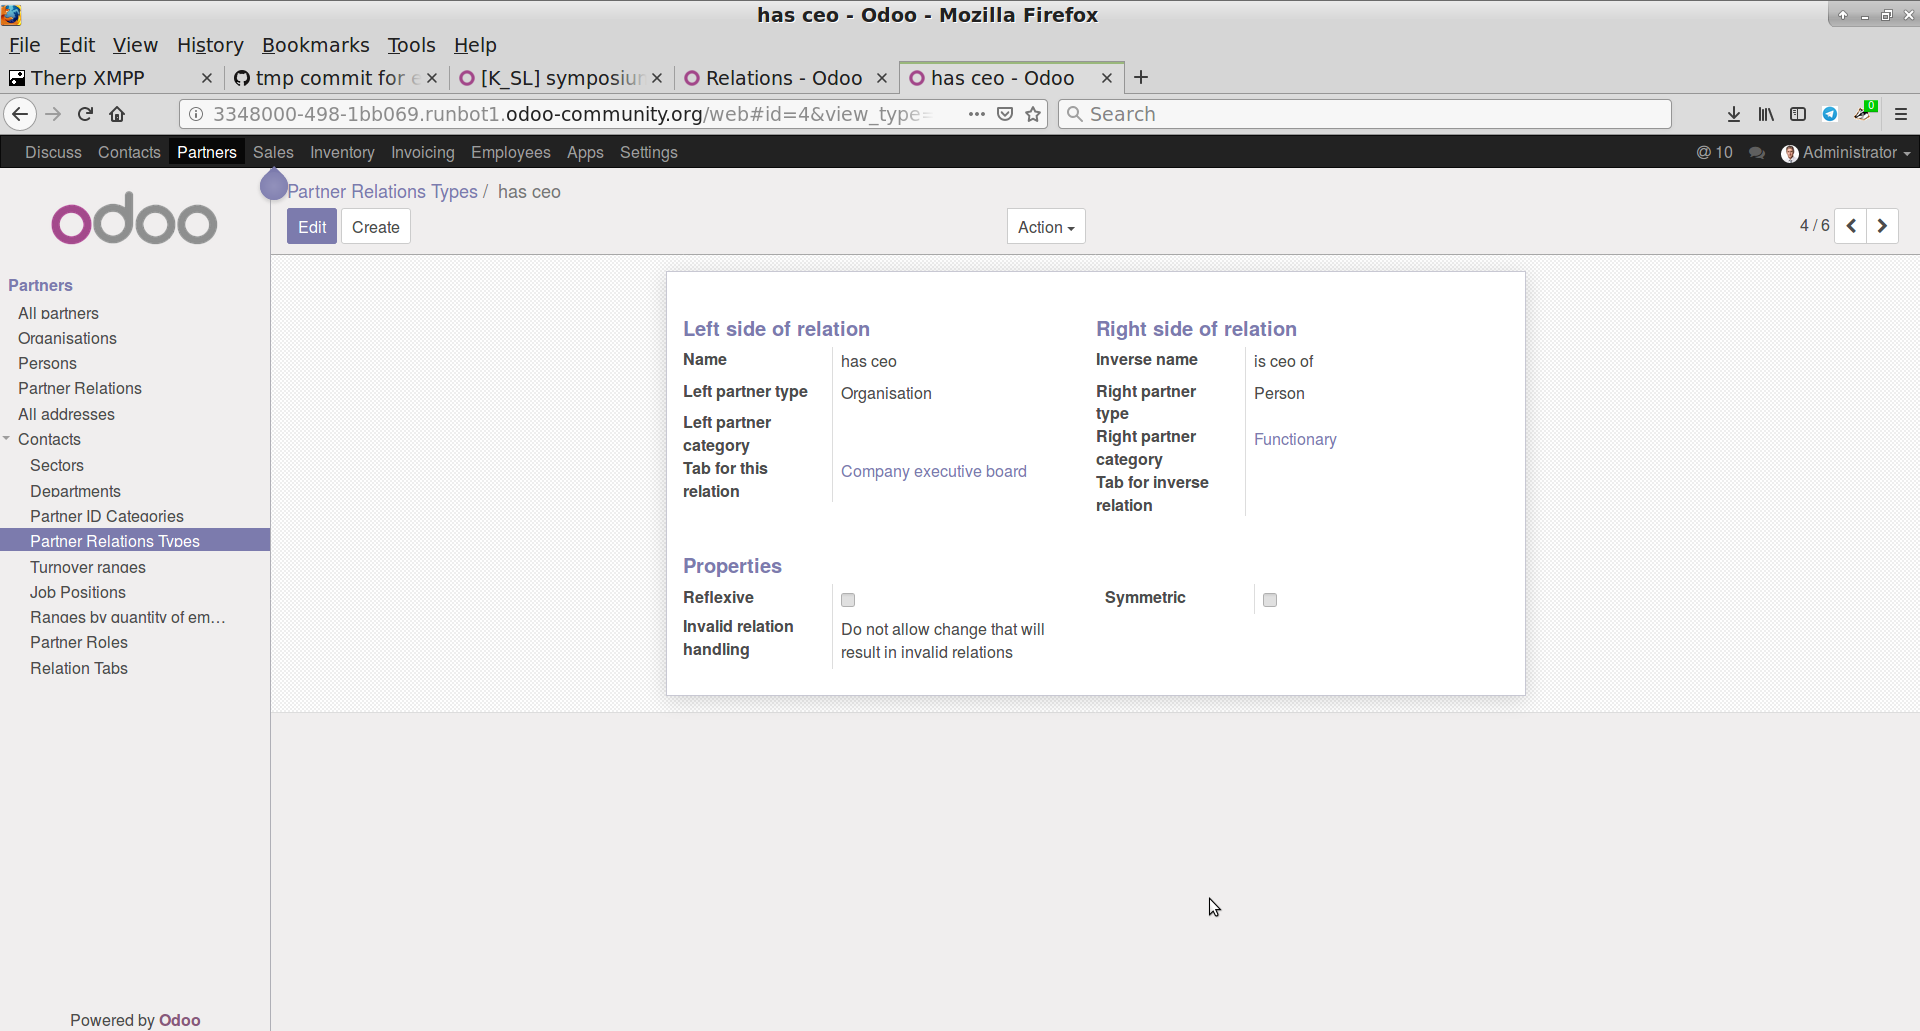 has ceo - Odoo - Mozilla Firefox
File Edit View History Bookmarks Tools Help
Therp XMPP
tmp commit for e
[K_SL] symposiun
Relations - Odoo
has ceo - Odoo
3348000-498-1bb069.runbot1.odoo-community.org/web#id=4&view_type=
Search
0
Discuss Contacts Partners Sales Inventory Invoicing Employees Apps Settings
@ 10 Administrator
odoo
Partner Relations Types / has ceo
Edit Create
Action
4 / 6
Partners
All partners
Organisations
Persons
Partner Relations
All addresses
Contacts
Sectors
Departments
Partner ID Categories
Partner Relations Types
Turnover ranges
Job Positions
Ranges by quantity of em...
Partner Roles
Relation Tabs
Powered by Odoo
Left side of relation
Name has ceo
Left partner type Organisation
Left partner
category
Tab for this
relation
Company executive board
Right side of relation
Inverse name is ceo of
Right partner
type
Person
Right partner
category
Functionary
Tab for inverse
relation
Properties
Reflexive
Symmetric
Invalid relation
handling
Do not allow change that will
result in invalid relations